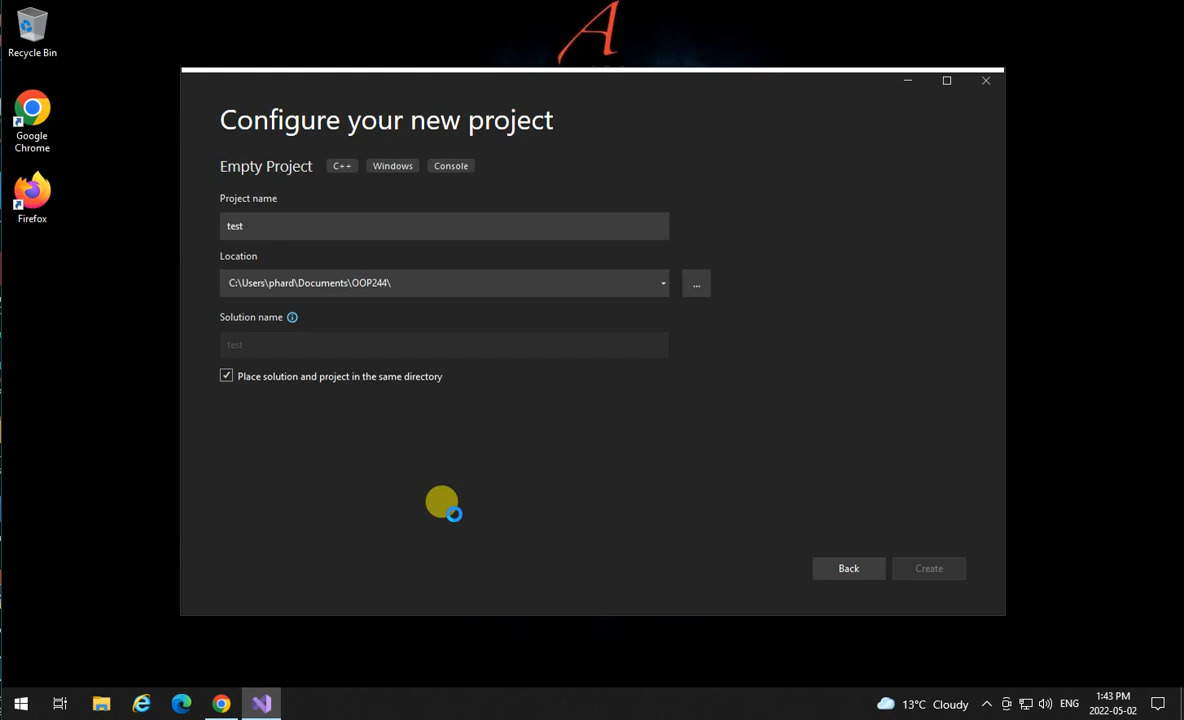 Recycle Bin
Google
Chrome
Firefox
A
Configure your new project
Empty Project C++ Windows Console
Project name
test
Location
C:\Users\phard\Documents\OOP244\
...
Solution name
test
Place solution and project in the same directory
Back Create
13°C Cloudy ENG
1:43 PM
2022-05-02